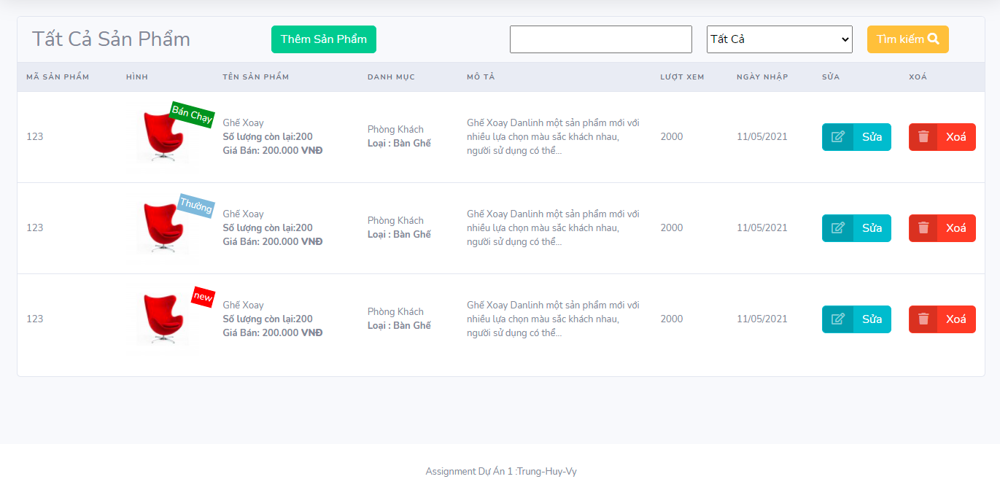 Tất Cả Sản Phẩm
Thêm Sản Phẩm
Tất Cả
Tìm kiếm
MÃ SẢN PHẨM
HÌNH
TÊN SẢN PHẨM
DANH MỤC
MÔ TẢ
LƯỢT XEM
NGÀY NHẬP
SỬA
XOÁ
123
Bán Chạy
Ghế Xoay
Số lượng còn lại:200
Giá Bán: 200.000 VNĐ
Phòng Khách
Loại : Bàn Ghế
Ghế Xoay Danlinh một sản phẩm mới với
nhiều lựa chọn màu sắc khách nhau,
người sử dụng có thể...
2000
11/05/2021
Sửa
Xoá
123
Thường
Ghế Xoay
Số lượng còn lại:200
Giá Bán: 200.000 VNĐ
Phòng Khách
Loại : Bàn Ghế
Ghế Xoay Danlinh một sản phẩm mới với
nhiều lựa chọn màu sắc khách nhau,
người sử dụng có thể...
2000
11/05/2021
Sửa
Xoá
123
new
Ghế Xoay
Số lượng còn lại:200
Giá Bán: 200.000 VNĐ
Phòng Khách
Loại : Bàn Ghế
Ghế Xoay Danlinh một sản phẩm mới với
nhiều lựa chọn màu sắc khách nhau,
người sử dụng có thể...
2000
11/05/2021
Sửa
Xoá
Assignment Dự Án 1 :Trung-Huy-Vy